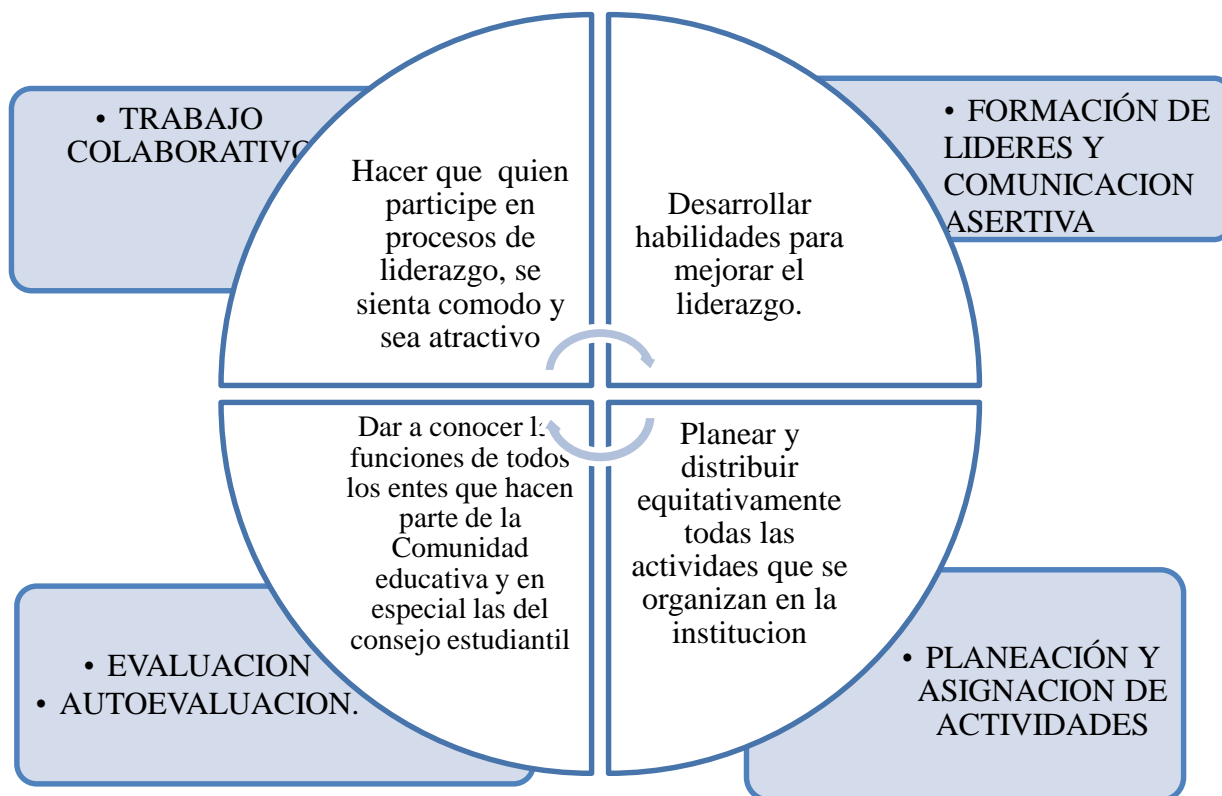 • TRABAJO
COLABORATIVO
Hacer que quien
participe en
procesos de
liderazgo, se
sienta comodo y
sea atractivo
Desarrollar
habilidades para
mejorar el
liderazgo.
• FORMACIÓN DE
LIDERES Y
COMUNICACION
ASERTIVA
Dar a conocer
funciones de todos
los entes que hacen
parte de la
Comunidad
educativa y en
especial las del
consejo estudiantil
Planear y
distribuir
equitativamente
todas las
actividaes que se
organizan en la
institucion
• EVALUACION
• AUTOEVALUACION.
• PLANEACIÓN Y
ASIGNACION DE
ACTIVIDADES